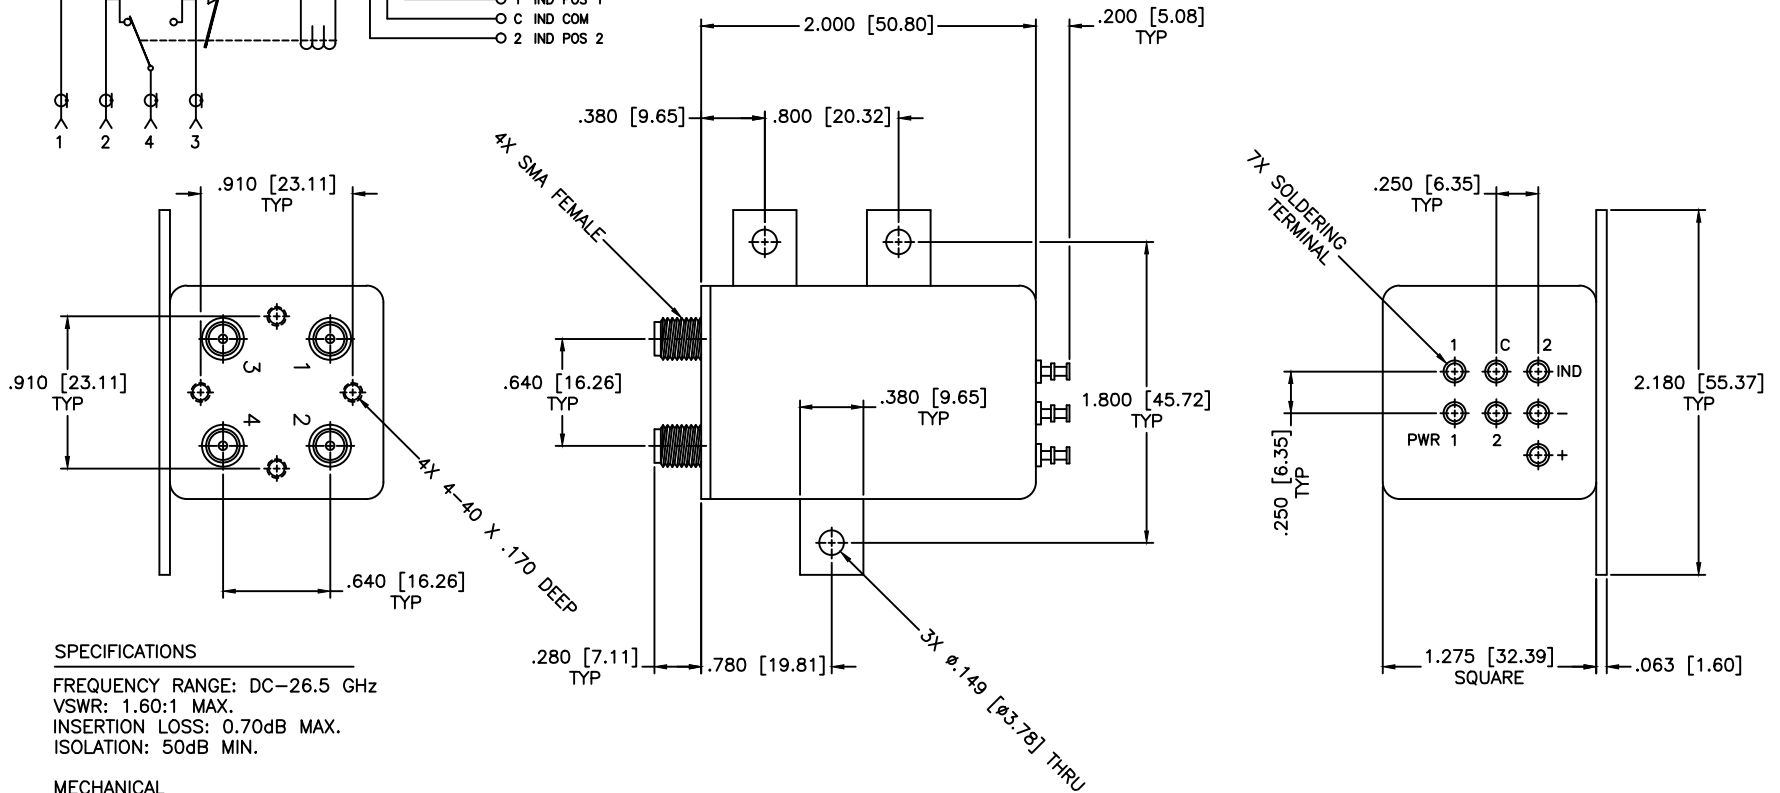 1 IND POS 1
C IND COM
2 IND POS 2
1 2 4 3
2.000 [50.80]
.200 [5.08]
TYP
.380 [9.65]
.800 [20.32]
4X SMA FEMALE
.910 [23.11]
TYP
.910 [23.11]
TYP
3 1
4 2
4X 4-40 X .170 DEEP
.640 [16.26]
TYP
.640 [16.26]
TYP
.380 [9.65]
TYP
1.800 [45.72]
TYP
.280 [7.11]
TYP
.780 [19.81]
3X ø.149 [ø3.78] THRU
7X SOLDERING
TERMINAL
.250 [6.35]
TYP
1 C 2
IND
-
PWR 1 2
+
.250 [6.35]
TYP
2.180 [55.37]
TYP
1.275 [32.39]
SQUARE
.063 [1.60]
SPECIFICATIONS
FREQUENCY RANGE: DC-26.5 GHz
VSWR: 1.60:1 MAX.
INSERTION LOSS: 0.70dB MAX.
ISOLATION: 50dB MIN.
MECHANICAL